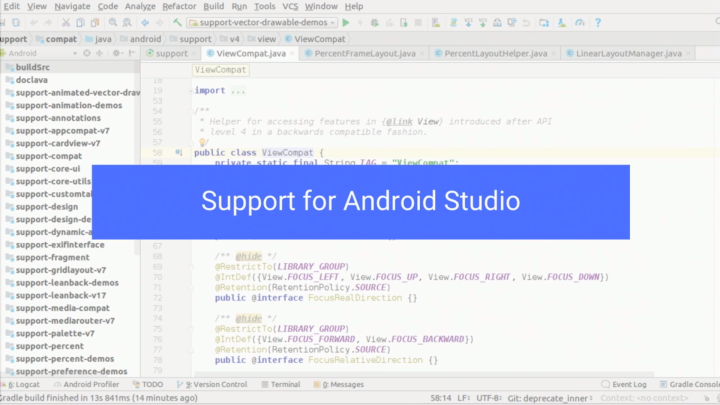 Edit View Navigate Code Analyze Refactor Build Run Tools VCS Window Help
support-vector-drawable-demos
support compat java android support v4 view ViewCompat
Android support ViewCompat.java PercentFrameLayout.java PercentLayoutHelper.java LinearLayoutManager.java
ViewCompat
buildSrc
doclava
support-animated-vector-draw
support-animation-demos
support-annotations
support-appcompat-v7
support-cardview-v7
support-compat
support-core-ui
support-core-utils
support-customtab
support-design
support-design-de
support-dynamic-a
support-exifinterface
support-fragment
support-gridlayout-v7
support-leanback-demos
support-leanback-v17
support-media-compat
support-mediarouter-v7
support-palette-v7
support-percent
support-percent-demos
support-preference-demos
18
19 import ...
53
54 /**
55 * Helper for accessing features in {@link View} introduced after API
56 * level 4 in a backwards compatible fashion.
57 */
58 public class ViewCompat {
private static final String TAG = "ViewCompat";
Support for Android Studio
67
68 /** @hide */
69 @RestrictTo(LIBRARY_GROUP)
70 @IntDef({View.FOCUS_LEFT, View.FOCUS_UP, View.FOCUS_RIGHT, View.FOCUS_DOWN})
71 @Retention(RetentionPolicy.SOURCE)
72 public @interface FocusRealDirection {}
73
74 /** @hide */
75 @RestrictTo(LIBRARY_GROUP)
76 @IntDef({View.FOCUS_FORWARD, View.FOCUS_BACKWARD})
77 @Retention(RetentionPolicy.SOURCE)
78 public @interface FocusRelativeDirection {}
79
6: Logcat Android Profiler TODO 9: Version Control Terminal 0: Messages Event Log Gradle Console
Gradle build finished in 13s 841ms (14 minutes ago) 58:14 LF÷ UTF-8÷ Git: deprecate_inner÷ Context: <no context>